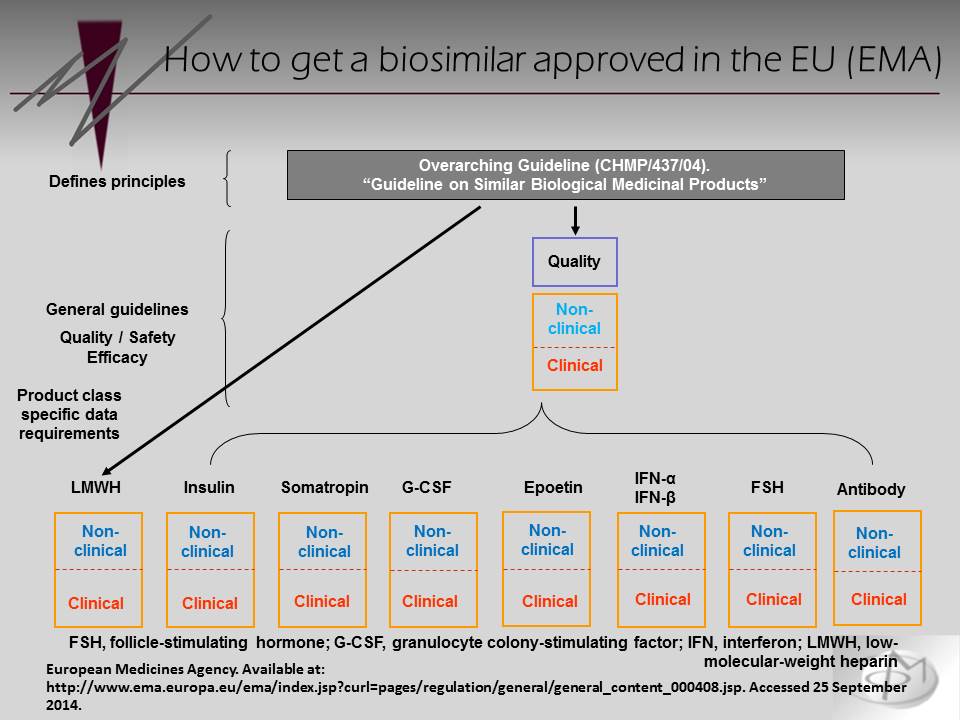 How to get a biosimilar approved in the EU (EMA)
Defines principles
Overarching Guideline (CHMP/437/04).
“Guideline on Similar Biological Medicinal Products”
Quality
Non-
clinical
Clinical
General guidelines
Quality / Safety
Efficacy
Product class
specific data
requirements
LMWH
Non-
clinical
Clinical
Insulin
Non-
clinical
Clinical
Somatropin
Non-
clinical
Clinical
G-CSF
Non-
clinical
Clinical
Epoetin
Non-
clinical
Clinical
IFN-α
IFN-β
Non-
clinical
Clinical
FSH
Non-
clinical
Clinical
Antibody
Non-
clinical
Clinical
FSH, follicle-stimulating hormone; G-CSF, granulocyte colony-stimulating factor; IFN, interferon; LMWH, low-
molecular-weight heparin
European Medicines Agency. Available at:
http://www.ema.europa.eu/ema/index.jsp?curl=pages/regulation/general/general_content_000408.jsp. Accessed 25 September
2014.